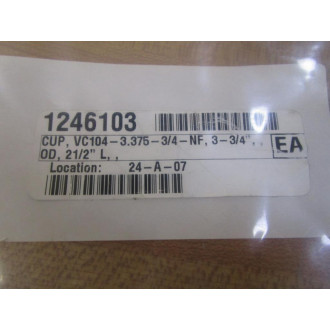 1246103
CUP, VC104-3.375-3/4-NF, 3-3/4", ,
OD, 21/2" L, ,
EA
Location: 24-A-07